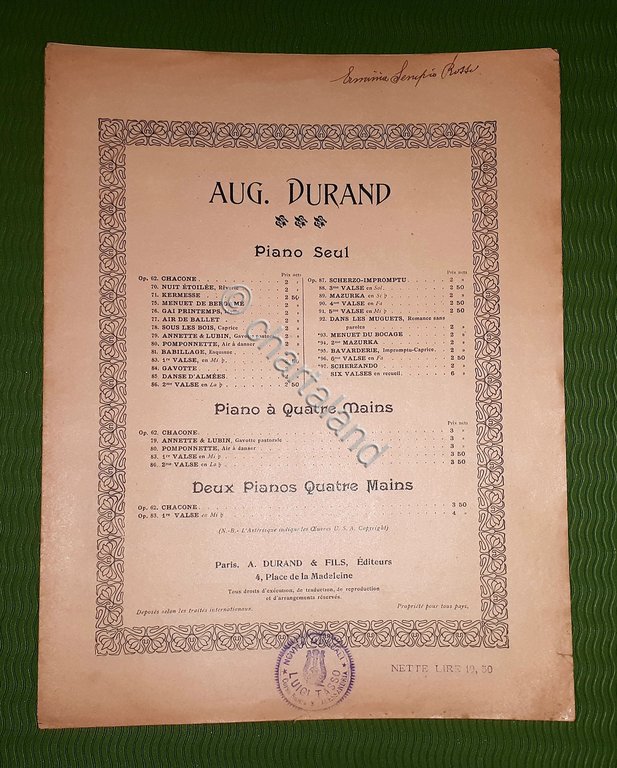 Erminia Sempio Rossi
AUG. DURAND
Piano Seul
Prix nets
Op. 62. CHACONE 2 »
70. NUIT ÉTOILÉE, Rêverie 2 »
71. KERMESSE 2 50
75. MENUET DE BERGAME 2 »
76. GAI PRINTEMPS, 2 »
77. AIR DE BALLET 2 »
78. SOUS LES BOIS, Caprice 2 »
79. ANNETTE & LUBIN, Gavotte pastorale 2 »
80. POMPONNETTE, Air à danser 2 »
81. BABILLAGE, Esquisse 2 »
83. 1re VALSE, en Mi ♭
84. GAVOTTE
85. DANSE D'ALMÉES
86. 2me VALSE en La ♭ 2 50
Prix nets
Op. 87. SCHERZO-IMPROMPTU 2 »
88. 3me VALSE en Sol 2 50
89. MAZURKA en Si ♭ 2 »
90. 4me VALSE en Fa 2 50
91. 5me VALSE en Mi ♭ 2 50
92. DANS LES MUGUETS, Romance sans
paroles 2 »
*93. MENUET DU BOCAGE 2 »
*94. 2me MAZURKA 2 »
*95. BAVARDERIE, Impromptu-Caprice 2 »
*96. 6me VALSE en Fa 2 50
*97. SCHERZANDO 2 »
SIX VALSES en recueil 6 »
Piano à Quatre Mains
Prix nets
Op. 62. CHACONE 3 »
79. ANNETTE & LUBIN, Gavotte pastorale 3 »
80. POMPONNETTE, Air à danser 3 »
83. 1re VALSE en Mi ♭ 3 50
86. 2me VALSE en La ♭ 3 50
Deux Pianos Quatre Mains
Op. 62. CHACONE 3 50
Op. 83. 1re VALSE en Mi ♭ 4 »
(N.-B.- L'Astérisque indique les Œuvres U. S. A. Copyright)
Paris, A. DURAND & FILS, Éditeurs
4, Place de la Madeleine
Tous droits d'exécution, de traduction, de reproduction
et d'arrangements réservés.
Déposés selon les traités internationaux. Propriété pour tous pays.
LUIGI TASSO
ALESSANDRIA
NETTE LIRE 10, 50
© chartaland